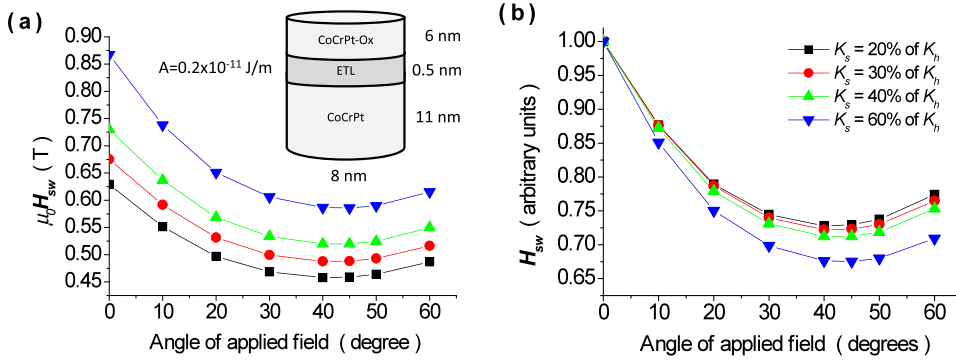 (a)
0.90
0.85
0.80
0.75
0.70
0.65
0.60
0.55
0.50
0.45
μ0Hsw ( T )
0 10 20 30 40 50 60
Angle of applied field ( degree )
A=0.2x10-11 J/m
CoCrPt-Ox 6 nm
ETL 0.5 nm
CoCrPt 11 nm
8 nm
(b)
1.00
0.95
0.90
0.85
0.80
0.75
0.70
0.65
Hsw ( arbitrary units )
0 10 20 30 40 50 60
Angle of applied field ( degrees )
Ks = 20% of Kh
Ks = 30% of Kh
Ks = 40% of Kh
Ks = 60% of Kh